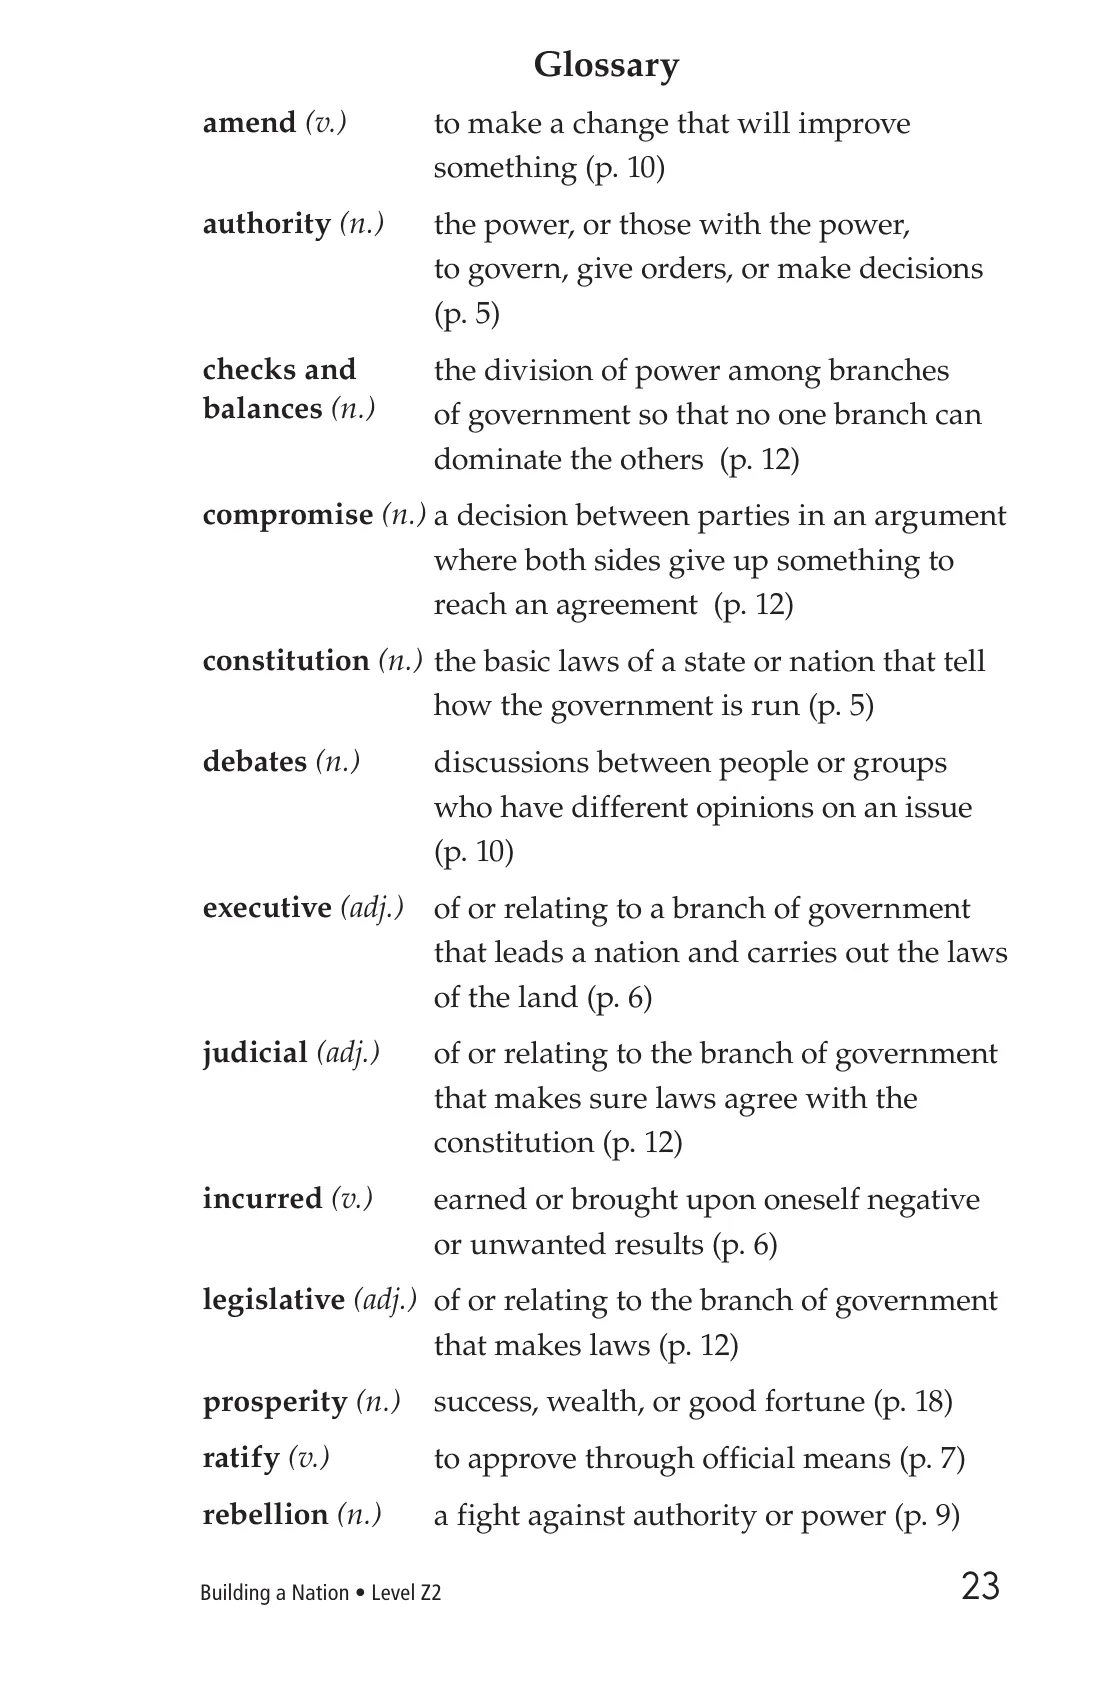 Glossary
amend (v.) to make a change that will improve
something (p. 10)
authority (n.) the power, or those with the power,
to govern, give orders, or make decisions
(p. 5)
checks and the division of power among branches
balances (n.) of government so that no one branch can
dominate the others (p. 12)
compromise (n.) a decision between parties in an argument
where both sides give up something to
reach an agreement (p. 12)
constitution (n.) the basic laws of a state or nation that tell
how the government is run (p. 5)
debates (n.) discussions between people or groups
who have different opinions on an issue
(p. 10)
executive (adj.) of or relating to a branch of government
that leads a nation and carries out the laws
of the land (p. 6)
judicial (adj.) of or relating to the branch of government
that makes sure laws agree with the
constitution (p. 12)
incurred (v.) earned or brought upon oneself negative
or unwanted results (p. 6)
legislative (adj.) of or relating to the branch of government
that makes laws (p. 12)
prosperity (n.) success, wealth, or good fortune (p. 18)
ratify (v.) to approve through official means (p. 7)
rebellion (n.) a fight against authority or power (p. 9)
Building a Nation • Level Z2 23